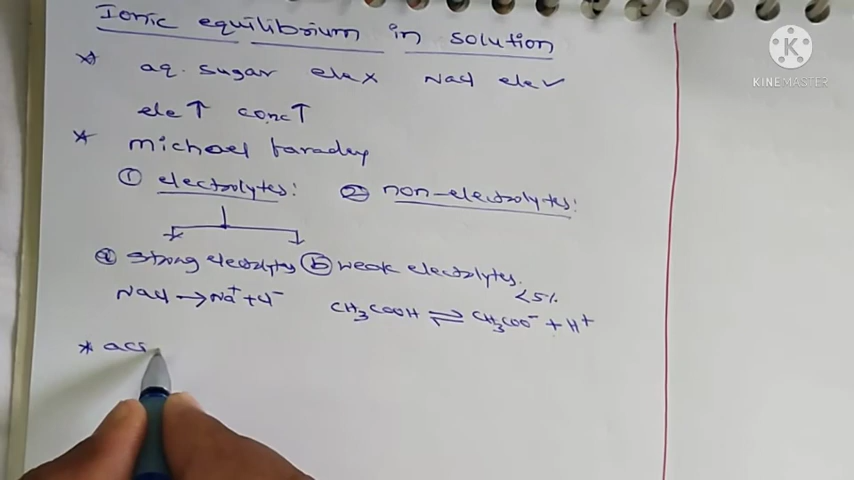 Ionic equilibrium in solution
* aq. sugar ele x NaCl ele ✓
ele ↑ conc ↑
* michael faraday
① electrolytes: ② non-electrolytes:
ⓐ strong electrolytes ⓑ weak electrolytes.
<5%
NaCl → Na⁺ + Cl⁻ CH₃COOH ⇌ CH₃COO⁻ + H⁺
* aci
K
KINEMASTER